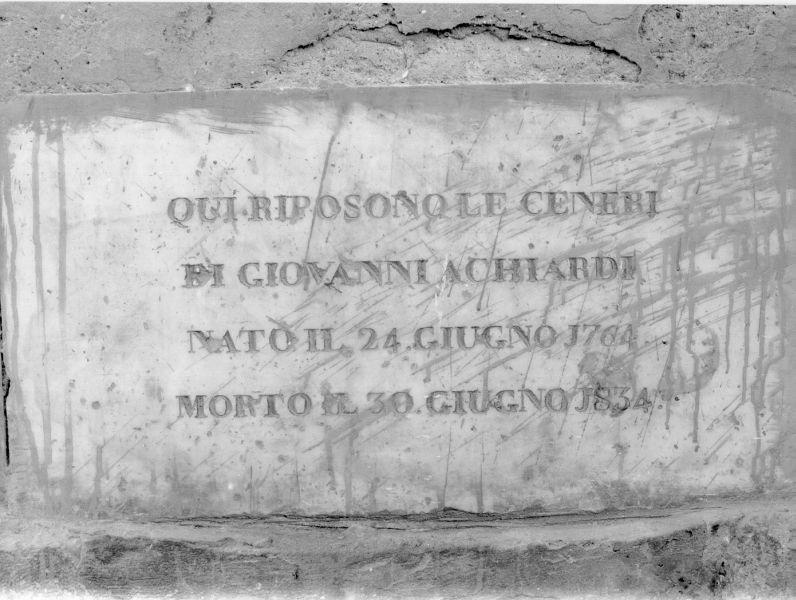 QUI RIPOSONO LE CENERI
DI GIOVANNI ACHIARDI
NATO IL 24 GIUGNO 1764
MORTO IL 30 GIUGNO 1834